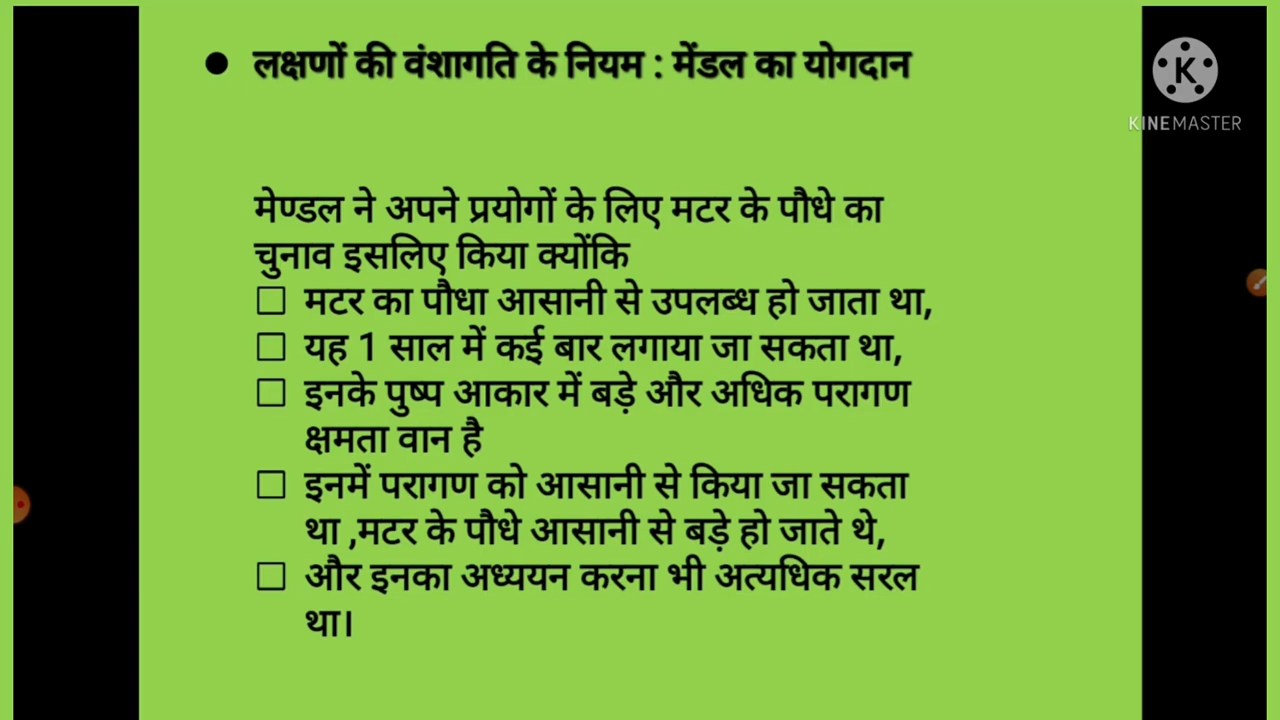 ● लक्षणों की वंशागति के नियम : मेंडल का योगदान
KINEMASTER
मेण्डल ने अपने प्रयोगों के लिए मटर के पौधे का
चुनाव इसलिए किया क्योंकि
☐ मटर का पौधा आसानी से उपलब्ध हो जाता था,
☐ यह 1 साल में कई बार लगाया जा सकता था,
☐ इनके पुष्प आकार में बड़े और अधिक परागण
क्षमता वान है
☐ इनमें परागण को आसानी से किया जा सकता
था ,मटर के पौधे आसानी से बड़े हो जाते थे,
☐ और इनका अध्ययन करना भी अत्यधिक सरल
था।